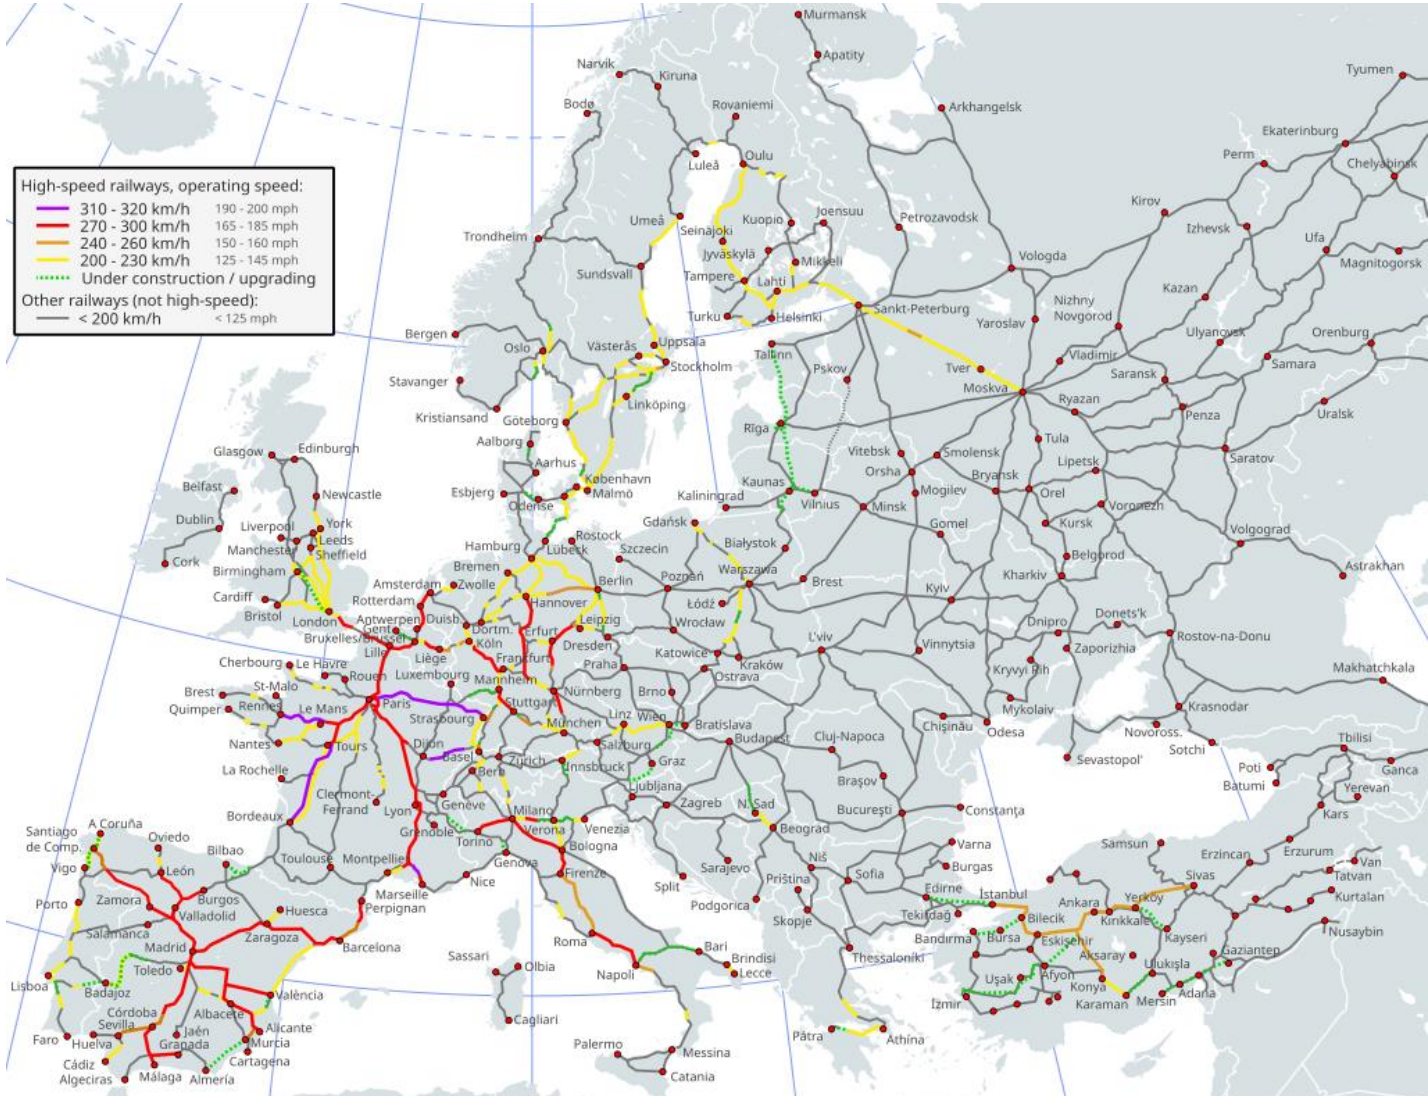 High-speed railways, operating speed:
310 - 320 km/h 190 - 200 mph
270 - 300 km/h 165 - 185 mph
240 - 260 km/h 150 - 160 mph
200 - 230 km/h 125 - 145 mph
Under construction / upgrading
Other railways (not high-speed):
< 200 km/h < 125 mph
Murmansk
Apatity
Narvik
Kiruna
Tyumen
Bodø
Rovaniemi
Arkhangelsk
Ekaterinburg
Perm
Luleå
Oulu
Chelyabinsk
Umeå
Kuopio
Joensuu
Petrozavodsk
Kirov
Seinäjoki
Izhevsk
Trondheim
Jyväskylä
Mikkeli
Vologda
Ufa
Magnitogorsk
Sundsvall
Tampere
Lahti
Kazan
Nizhny
Novgorod
Sankt-Peterburg
Turku
Helsinki
Yaroslav
Ulyanovsk
Orenburg
Bergen
Oslo
Västerås
Uppsala
Stockholm
Tallinn
Pskov
Tver
Vladimir
Samara
Saransk
Stavanger
Moskva
Kristiansand
Linköping
Ryazan
Penza
Uralsk
Göteborg
Rīga
Aalborg
Tula
Glasgow
Edinburgh
Vitebsk
Smolensk
Saratov
Aarhus
Orsha
Bryansk
Lipetsk
Belfast
Newcastle
Esbjerg
København
Malmö
Kaunas
Kaliningrad
Mogilev
Orel
Odense
Vilnius
Minsk
Voronezh
Dublin
Liverpool
York
Leeds
Gdańsk
Kursk
Volgograd
Manchester
Sheffield
Hamburg
Lübeck
Rostock
Szczecin
Białystok
Gomel
Cork
Birmingham
Bremen
Belgorod
Amsterdam
Zwolle
Berlin
Poznań
Warszawa
Brest
Kharkiv
Astrakhan
Cardiff
Rotterdam
Hannover
Łódź
Kyiv
Bristol
London
Antwerpen
Duisb.
Leipzig
Wrocław
Donets'k
Gent
Dortm.
Erfurt
Dnipro
Rostov-na-Donu
Bruxelles/Brussel
Köln
Dresden
L'viv
Vinnytsia
Zaporizhia
Lille
Liège
Frankfurt
Praha
Katowice
Kraków
Cherbourg
Le Havre
Luxembourg
Mannheim
Ostrava
Kryvyi Rih
Makhatchkala
Rouen
Brest
St-Malo
Nürnberg
Brno
Quimper
Rennes
Le Mans
Paris
Stuttgart
Mykolaiv
Krasnodar
Strasbourg
München
Linz
Wien
Bratislava
Chişinău
Odesa
Novoross.
Nantes
Tours
Dijon
Basel
Zürich
Salzburg
Budapest
Cluj-Napoca
Sevastopol'
Sotchi
Tbilisi
Innsbruck
Graz
La Rochelle
Bern
Poti
Ganca
Clermont-
Ferrand
Genève
Ljubljana
Braşov
Batumi
Yerevan
Lyon
Zagreb
N. Sad
Bucureşti
Constanţa
Kars
Bordeaux
Milano
Grenoble
Verona
Venezia
Beograd
A Coruña
Santiago
de Comp.
Oviedo
Torino
Bologna
Bilbao
Toulouse
Montpellier
Genova
Sarajevo
Niš
Varna
Samsun
Erzincan
Erzurum
Van
Vigo
León
Marseille
Nice
Firenze
Split
Priština
Sofia
Burgas
Tatvan
Burgos
Perpignan
Sivas
Porto
Zamora
Valladolid
Huesca
Podgorica
Edirne
İstanbul
Ankara
Yerköy
Kurtalan
Skopje
Tekirdağ
Bilecik
Kırıkkale
Salamanca
Zaragoza
Nusaybin
Madrid
Barcelona
Roma
Bari
Bandırma
Bursa
Eskişehir
Kayseri
Toledo
Sassari
Olbia
Brindisi
Thessaloníki
Aksaray
Gaziantep
Lisboa
Badajoz
Napoli
Lecce
Uşak
Afyon
Ulukışla
València
Konya
Adana
Córdoba
Albacete
İzmir
Karaman
Mersin
Sevilla
Cagliari
Faro
Huelva
Jaén
Alicante
Pátra
Athína
Granada
Murcia
Cádiz
Cartagena
Palermo
Messina
Algeciras
Málaga
Almería
Catania